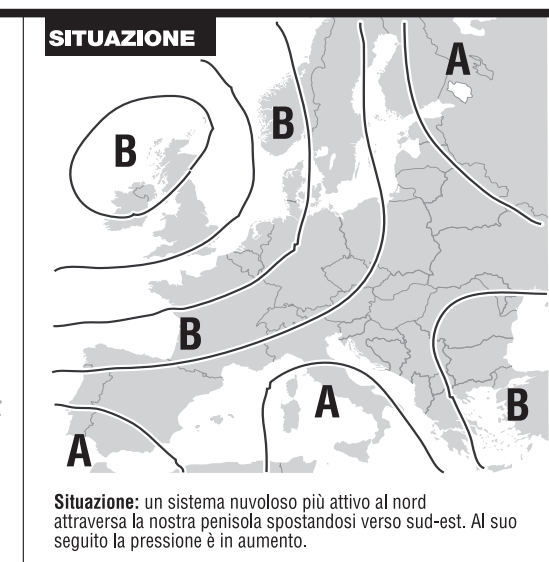 SITUAZIONE
A
B
B
B
A
B
A
Situazione: un sistema nuvoloso più attivo al nord
attraversa la nostra penisola spostandosi verso sud-est. Al suo
seguito la pressione è in aumento.